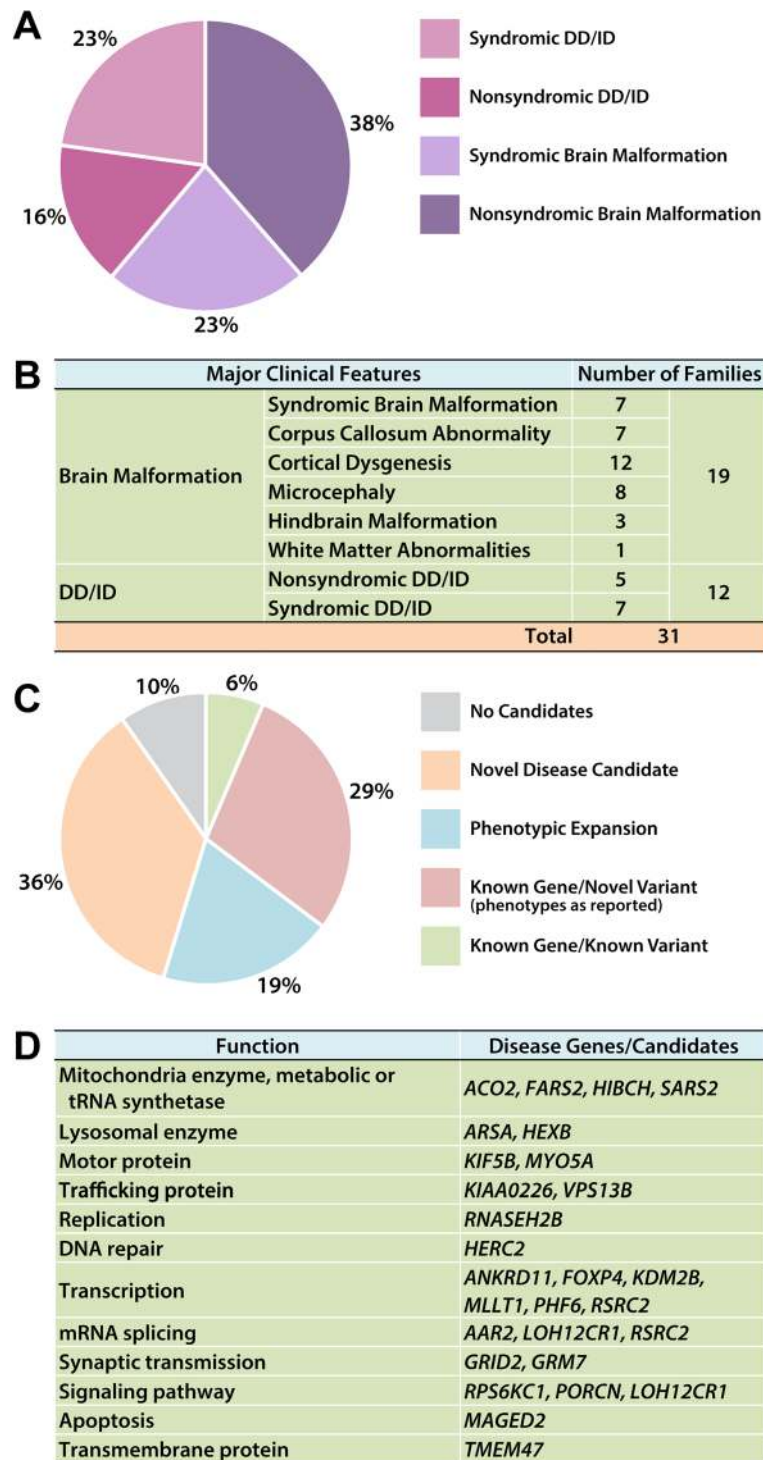 A
23%
38%
16%
23%
Syndromic DD/ID
Nonsyndromic DD/ID
Syndromic Brain Malformation
Nonsyndromic Brain Malformation
B
Major Clinical Features Number of Families
Brain Malformation
Syndromic Brain Malformation 7
Corpus Callosum Abnormality 7
Cortical Dysgenesis 12
Microcephaly 8
Hindbrain Malformation 3
White Matter Abnormalities 1
19
DD/ID
Nonsyndromic DD/ID 5
Syndromic DD/ID 7
12
Total 31
C
10%
6%
29%
36%
19%
No Candidates
Novel Disease Candidate
Phenotypic Expansion
Known Gene/Novel Variant
(phenotypes as reported)
Known Gene/Known Variant
D
Function Disease Genes/Candidates
Mitochondria enzyme, metabolic or
tRNA synthetase
ACO2, FARS2, HIBCH, SARS2
Lysosomal enzyme ARSA, HEXB
Motor protein KIF5B, MYO5A
Trafficking protein KIAA0226, VPS13B
Replication RNASEH2B
DNA repair HERC2
Transcription
ANKRD11, FOXP4, KDM2B,
MLLT1, PHF6, RSRC2
mRNA splicing AAR2, LOH12CR1, RSRC2
Synaptic transmission GRID2, GRM7
Signaling pathway RPS6KC1, PORCN, LOH12CR1
Apoptosis MAGED2
Transmembrane protein TMEM47